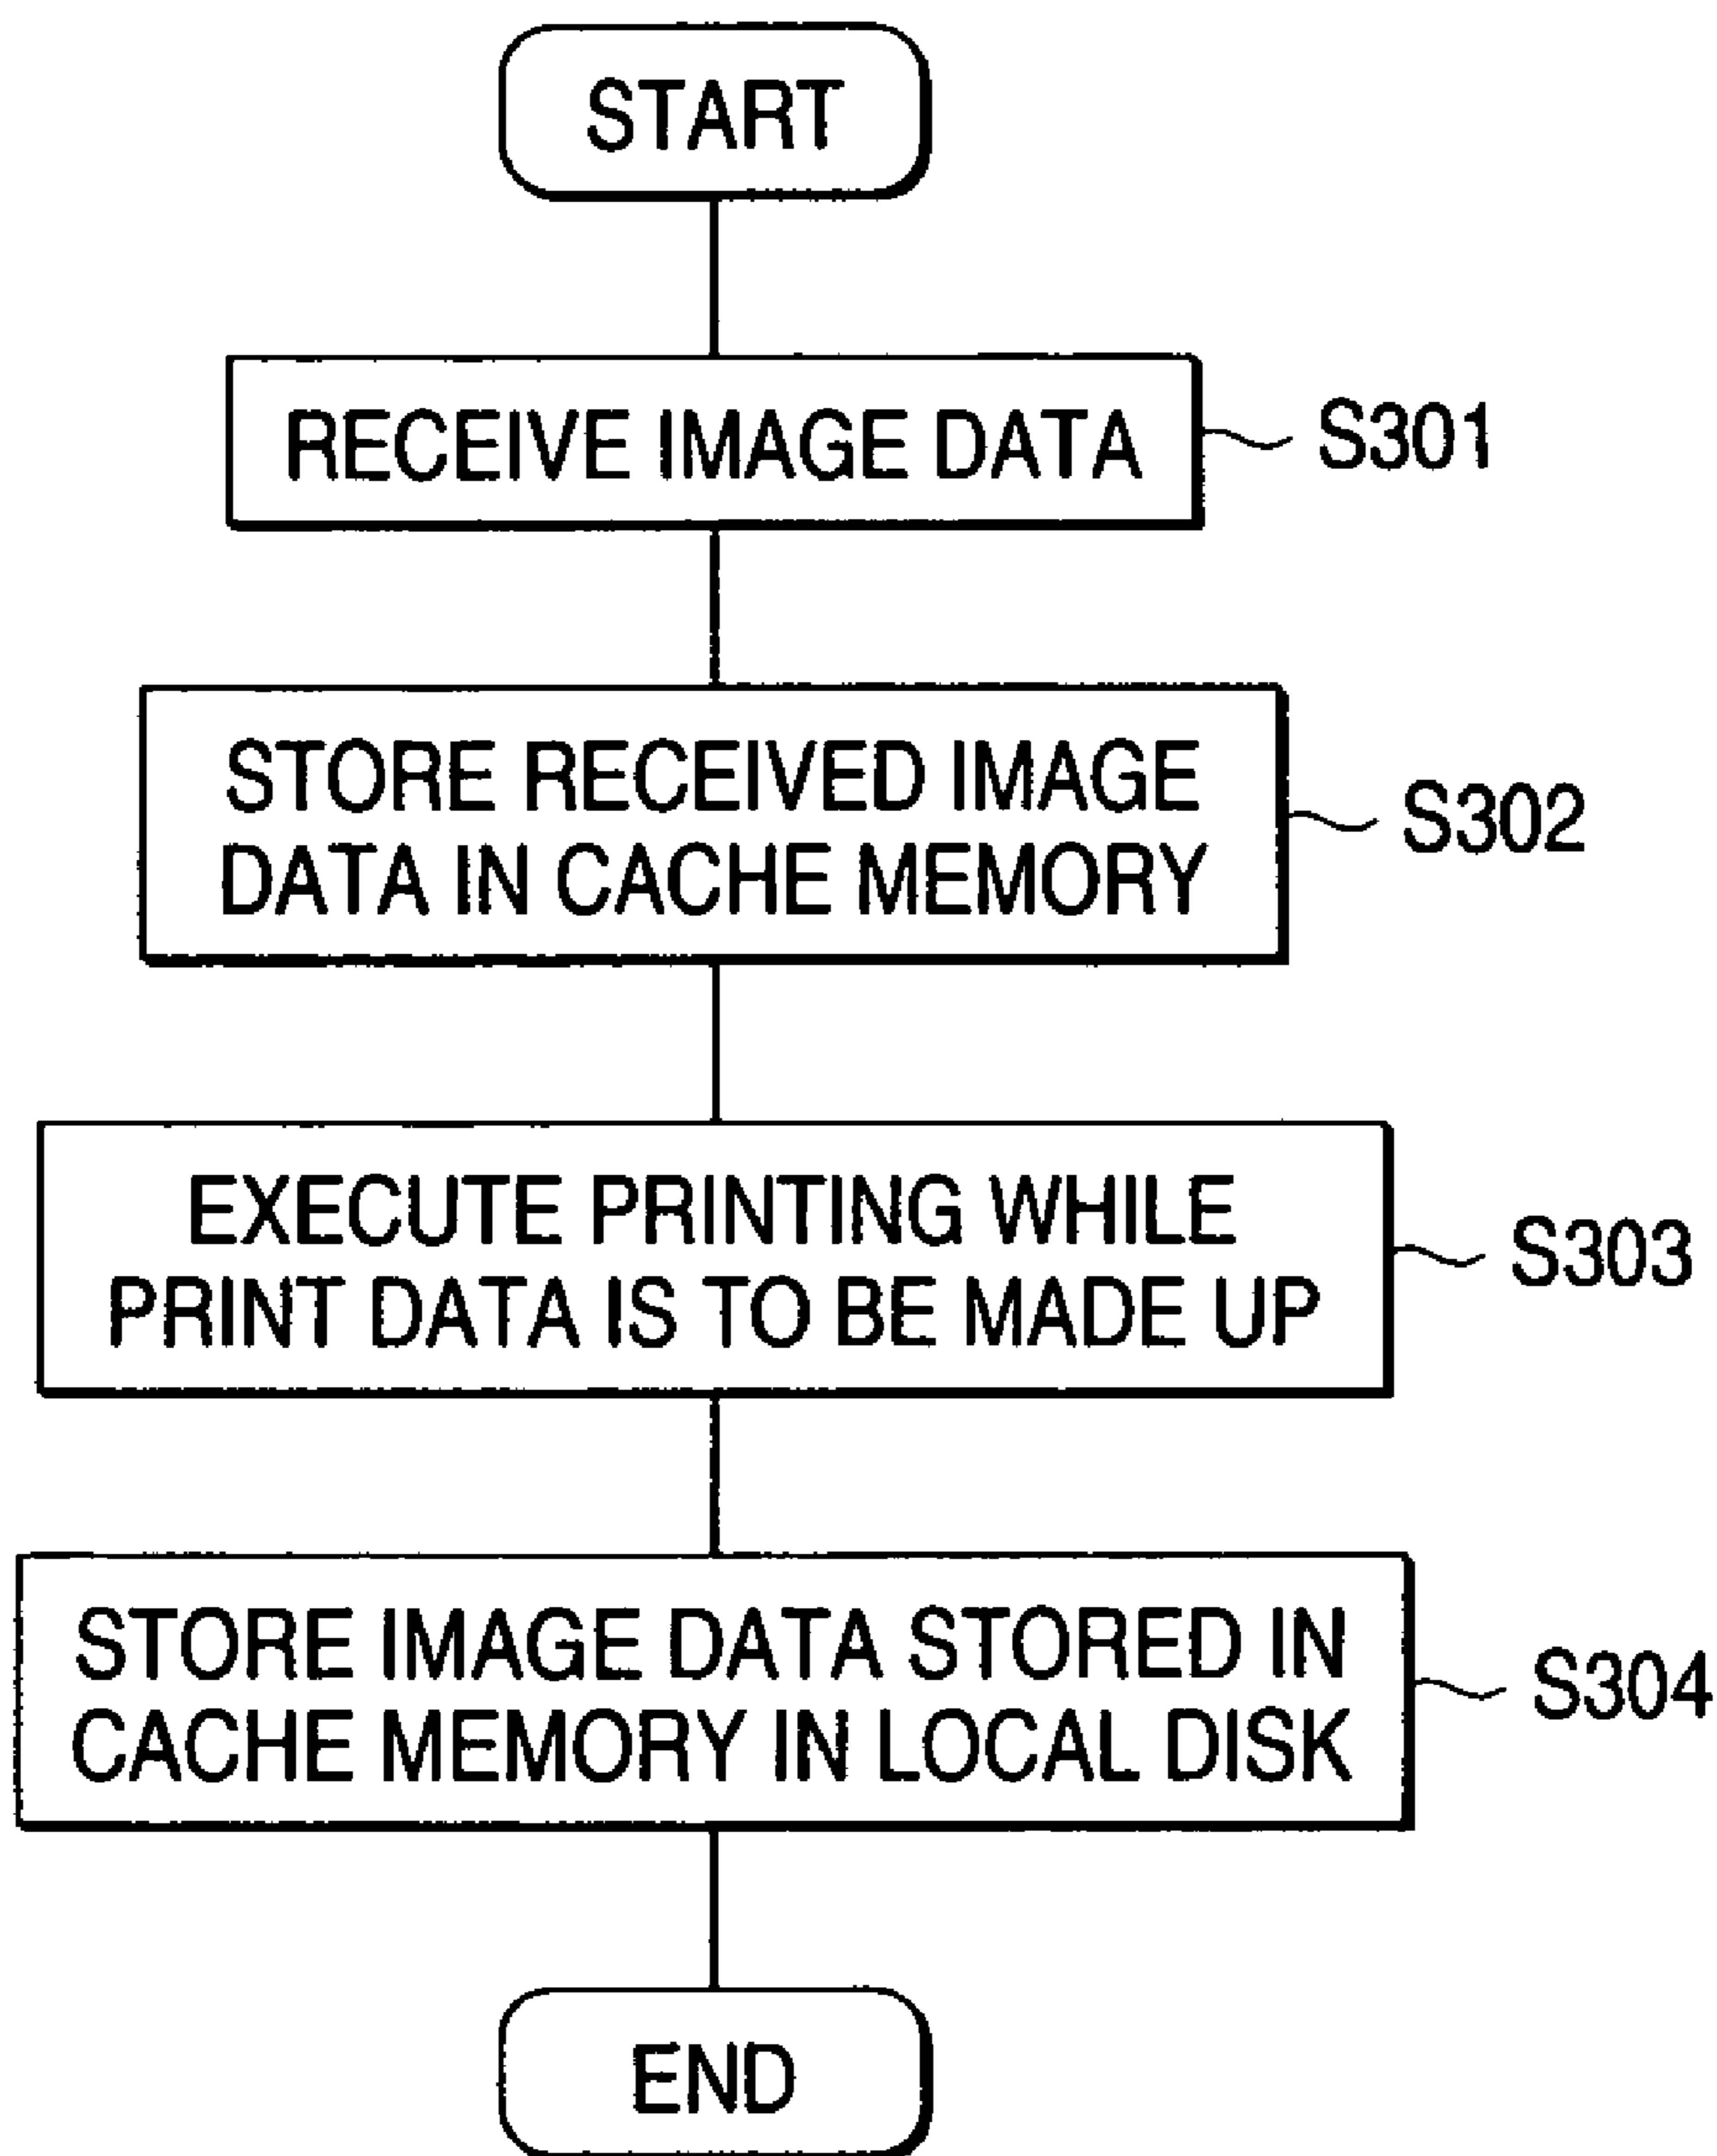 START
RECEIVE IMAGE DATA
S301
STORE RECEIVED IMAGE
DATA IN CACHE MEMORY
S302
EXECUTE PRINTING WHILE
PRINT DATA IS TO BE MADE UP
S303
STORE IMAGE DATA STORED IN
CACHE MEMORY IN LOCAL DISK
S304
END